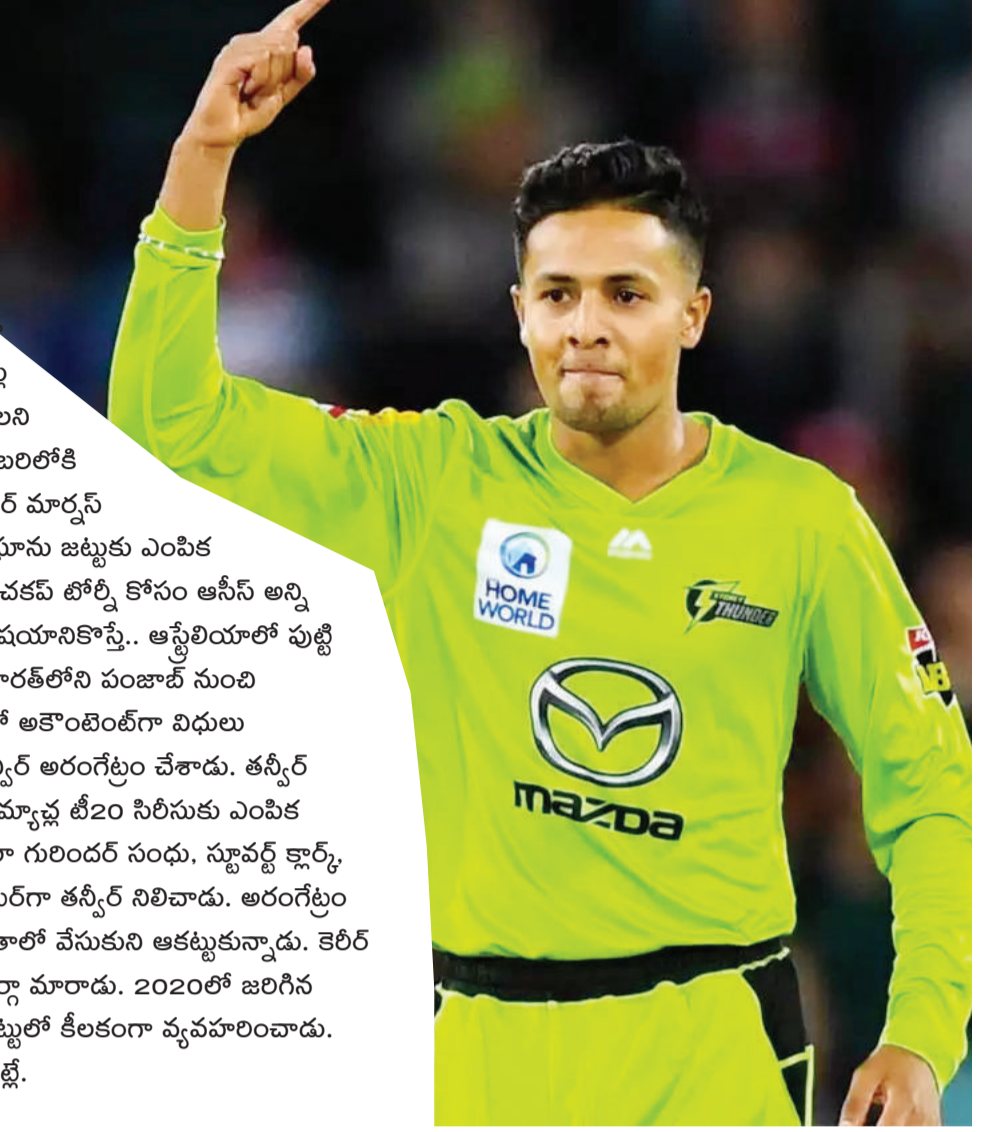 లని
బరిలోకి
ర్ మార్నస్
ఘాను జట్టుకు ఎంపిక
చకప్ టోర్నీ కోసం ఆసీస్ అన్ని
షయానికొస్తే.. ఆస్ట్రేలియాలో పుట్టి
రత్‌లోని పంజాబ్ నుంచి
అకౌంటెంట్‌గా విధులు
అరంగేట్రం చేశాడు. తన్వీర్
మ్యాచ్ల టీ20 సిరీసుకు ఎంపిక
గురిందర్ సంధు, స్టూవర్ట్ క్లార్క్,
తన్వీర్ నిలిచాడు. అరంగేట్రం
వేసుకుని ఆకట్టుకున్నాడు. కెరీర్
మారాడు. 2020లో జరిగిన
ట్టులో కీలకంగా వ్యవహరించాడు.
ట్లే.
HOME
WORLD
SYDNEY
THUNDER
mazda